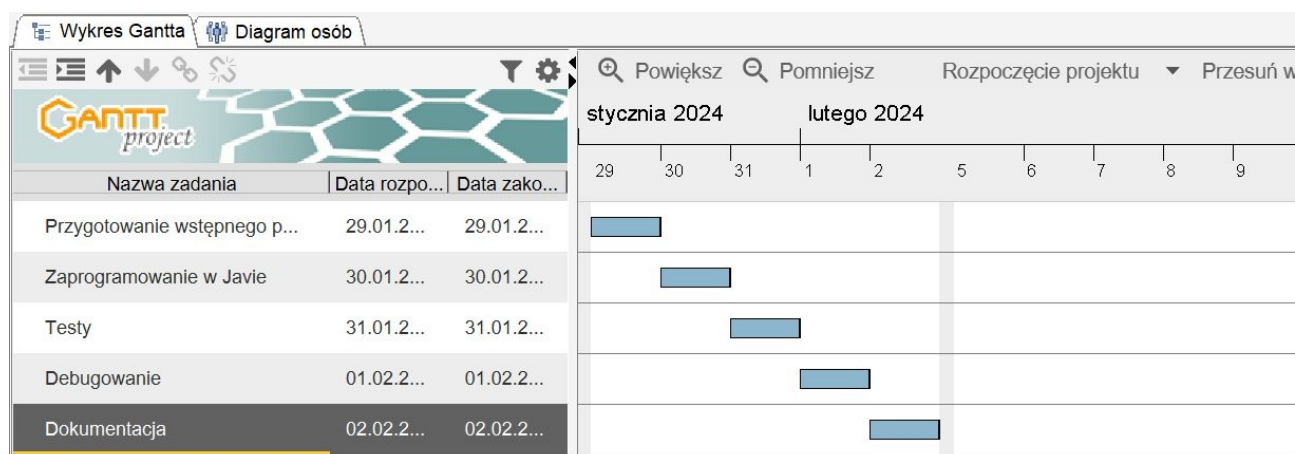 Wykres Gantta Diagram osób
Powiększ Pomniejsz Rozpoczęcie projektu Przesuń w
GANTT project
stycznia 2024 lutego 2024
29 30 31 1 2 5 6 7 8 9
Nazwa zadania Data rozpo... Data zako...
Przygotowanie wstępnego p... 29.01.2... 29.01.2...
Zaprogramowanie w Javie 30.01.2... 30.01.2...
Testy 31.01.2... 31.01.2...
Debugowanie 01.02.2... 01.02.2...
Dokumentacja 02.02.2... 02.02.2...